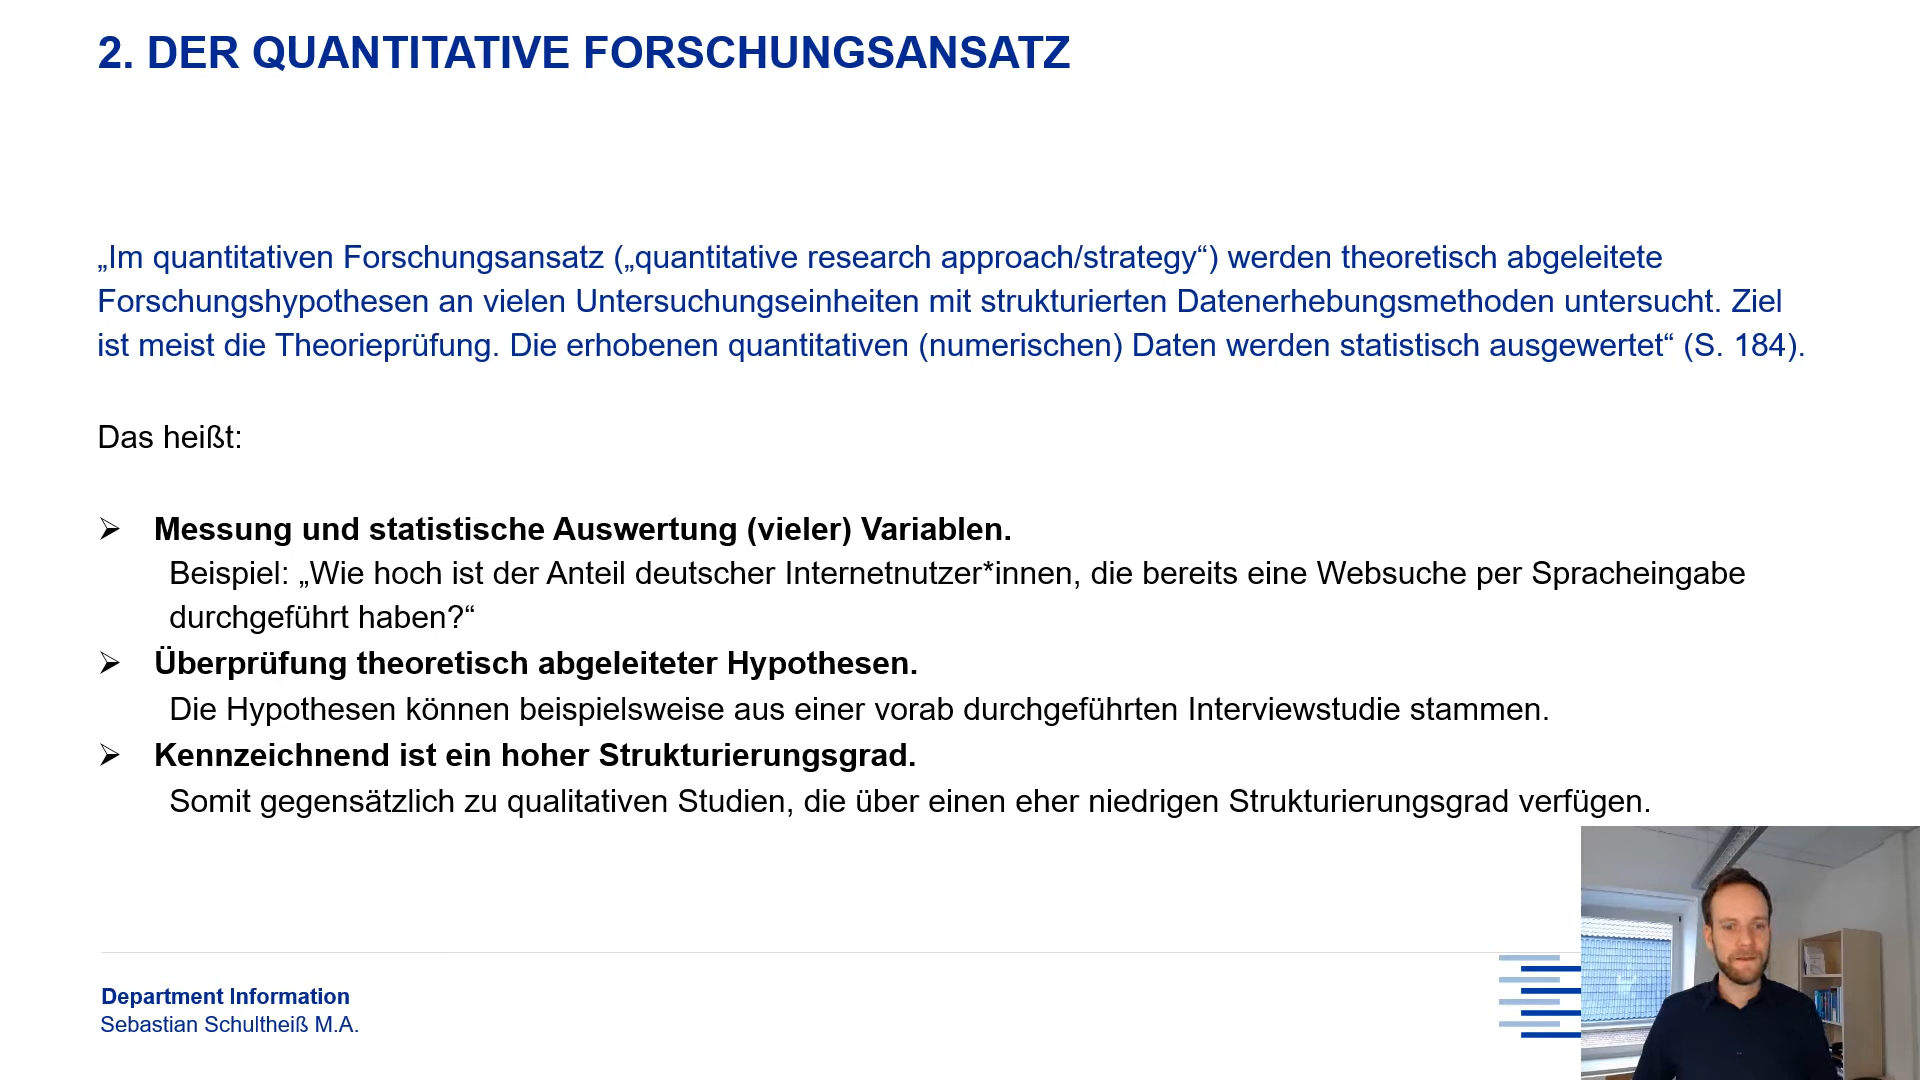 2. DER QUANTITATIVE FORSCHUNGSANSATZ
„Im quantitativen Forschungsansatz („quantitative research approach/strategy“) werden theoretisch abgeleitete
Forschungshypothesen an vielen Untersuchungseinheiten mit strukturierten Datenerhebungsmethoden untersucht. Ziel
ist meist die Theorieprüfung. Die erhobenen quantitativen (numerischen) Daten werden statistisch ausgewertet“ (S. 184).
Das heißt:
➢ Messung und statistische Auswertung (vieler) Variablen.
Beispiel: „Wie hoch ist der Anteil deutscher Internetnutzer*innen, die bereits eine Websuche per Spracheingabe
durchgeführt haben?“
➢ Überprüfung theoretisch abgeleiteter Hypothesen.
Die Hypothesen können beispielsweise aus einer vorab durchgeführten Interviewstudie stammen.
➢ Kennzeichnend ist ein hoher Strukturierungsgrad.
Somit gegensätzlich zu qualitativen Studien, die über einen eher niedrigen Strukturierungsgrad verfügen.
Department Information
Sebastian Schultheiß M.A.